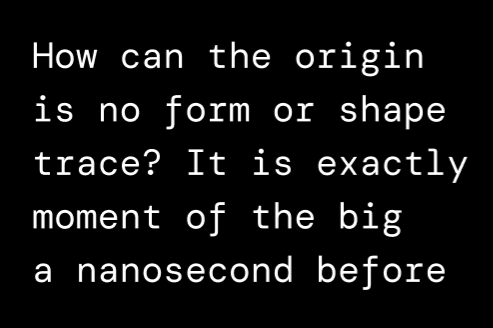 How can the origin
is no form or shape
trace? It is exactly
moment of the big
a nanosecond before